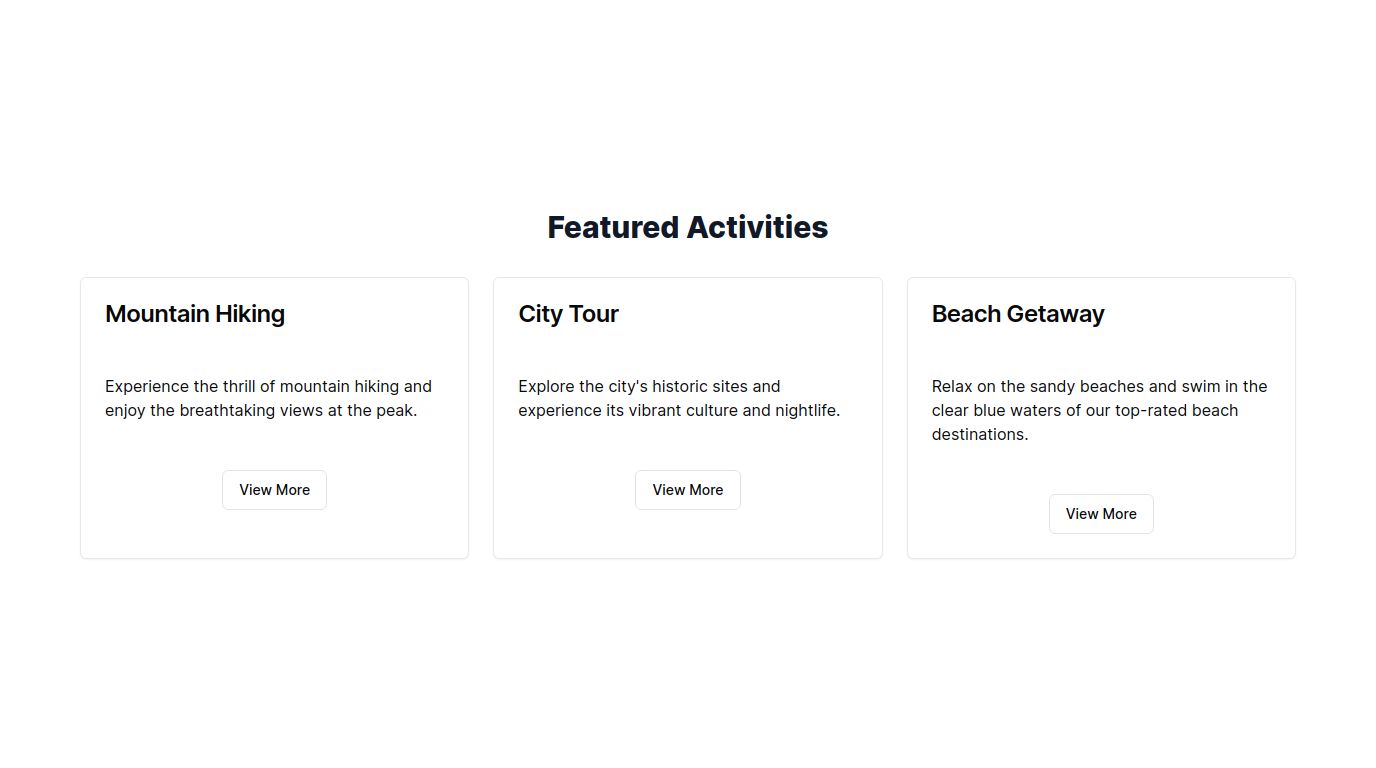 Featured Activities
Mountain Hiking
Experience the thrill of mountain hiking and
enjoy the breathtaking views at the peak.
View More
City Tour
Explore the city's historic sites and
experience its vibrant culture and nightlife.
View More
Beach Getaway
Relax on the sandy beaches and swim in the
clear blue waters of our top-rated beach
destinations.
View More